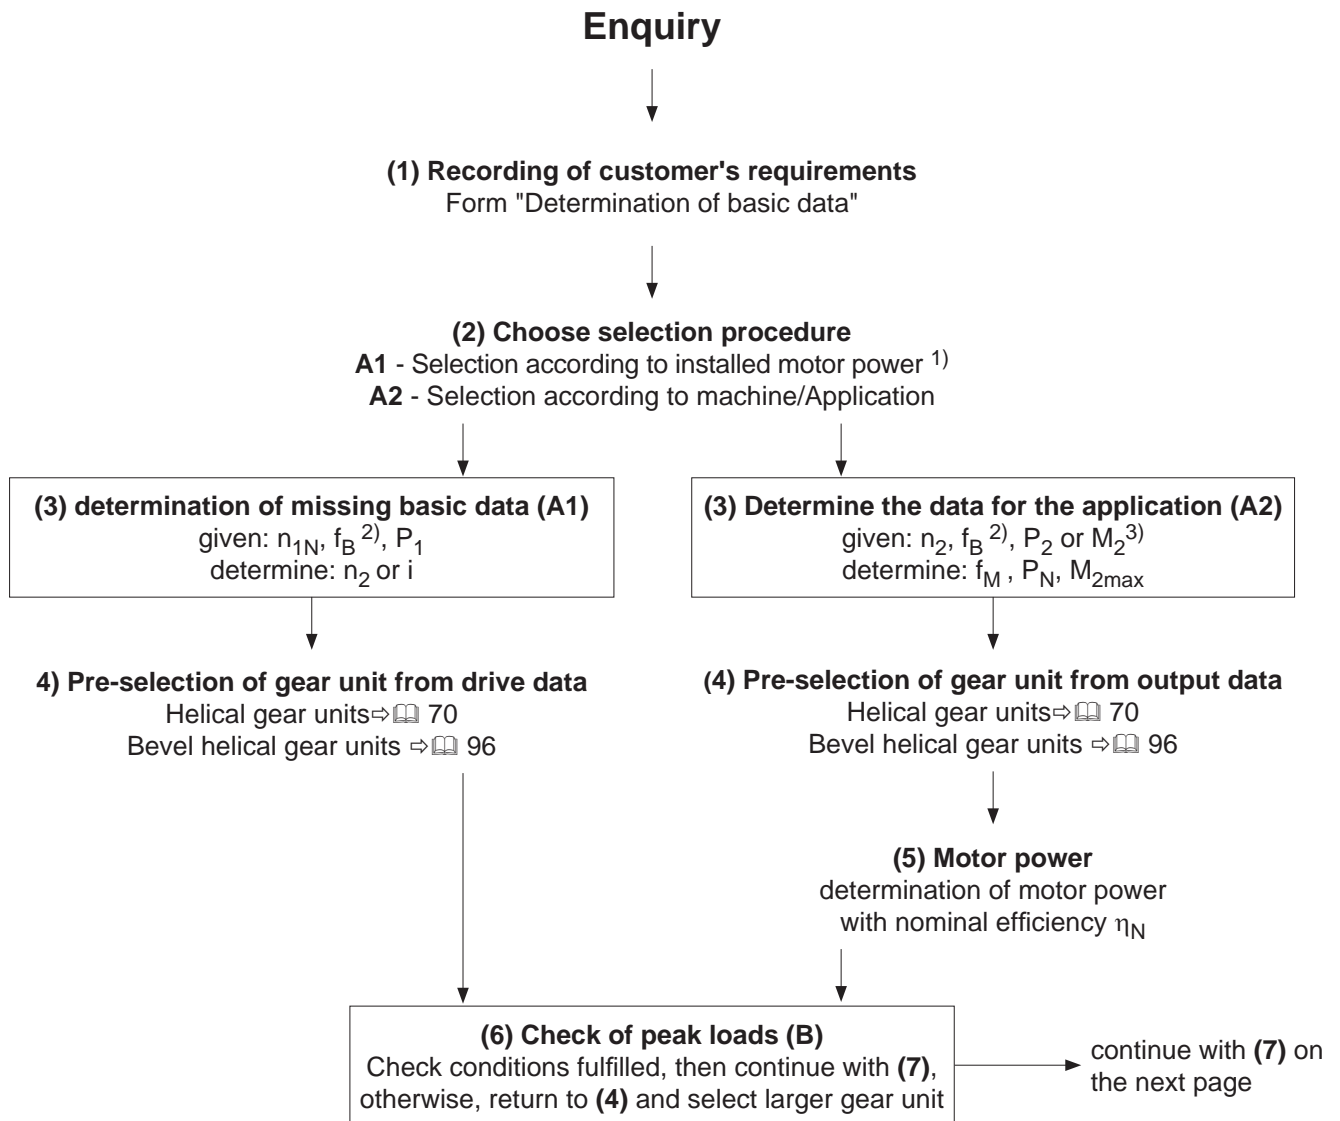 Enquiry
(1) Recording of customer's requirements
Form "Determination of basic data"
(2) Choose selection procedure
A1 - Selection according to installed motor power 1)
A2 - Selection according to machine/Application
(3) determination of missing basic data (A1)
given: n1N, fB 2), P1
determine: n2 or i
(3) Determine the data for the application (A2)
given: n2, fB 2), P2 or M2 3)
determine: fM , PN, M2max
4) Pre-selection of gear unit from drive data
Helical gear units⇨🕮 70
Bevel helical gear units ⇨🕮 96
(4) Pre-selection of gear unit from output data
Helical gear units⇨🕮 70
Bevel helical gear units ⇨🕮 96
(5) Motor power
determination of motor power
with nominal efficiency ηN
(6) Check of peak loads (B)
Check conditions fulfilled, then continue with (7),
otherwise, return to (4) and select larger gear unit
continue with (7) on
the next page